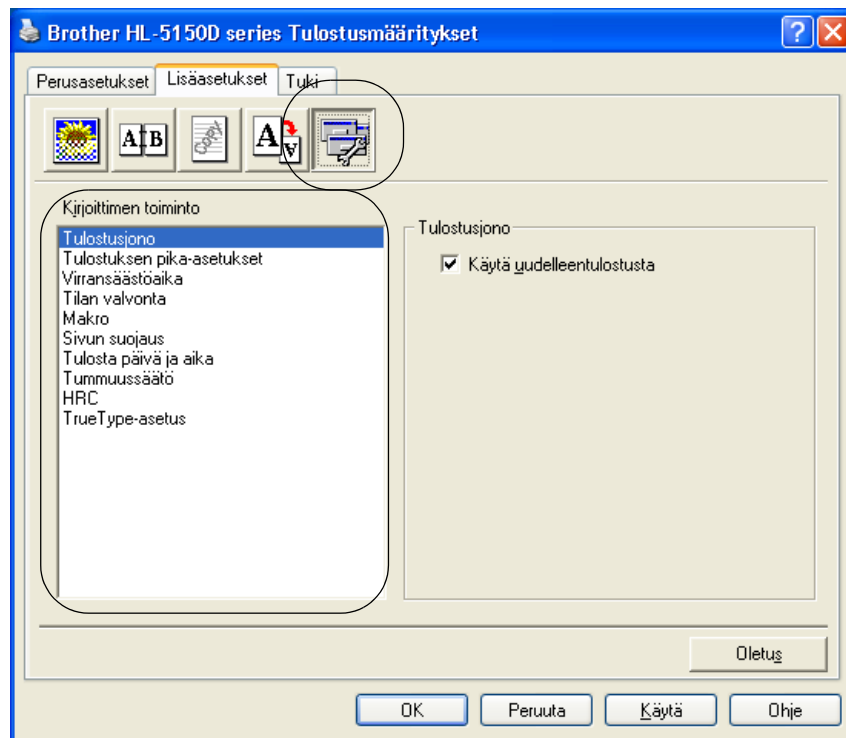 Brother HL-5150D series Tulostusmääritykset
Perusasetukset Lisäasetukset Tuki
A B copy A A
Kirjoittimen toiminto
Tulostusjono
Tulostuksen pika-asetukset
Virransäästöaika
Tilan valvonta
Makro
Sivun suojaus
Tulosta päivä ja aika
Tummuussäätö
HRC
TrueType-asetus
Tulostusjono
Käytä uudelleentulostusta
Oletus
OK Peruuta Käytä Ohje